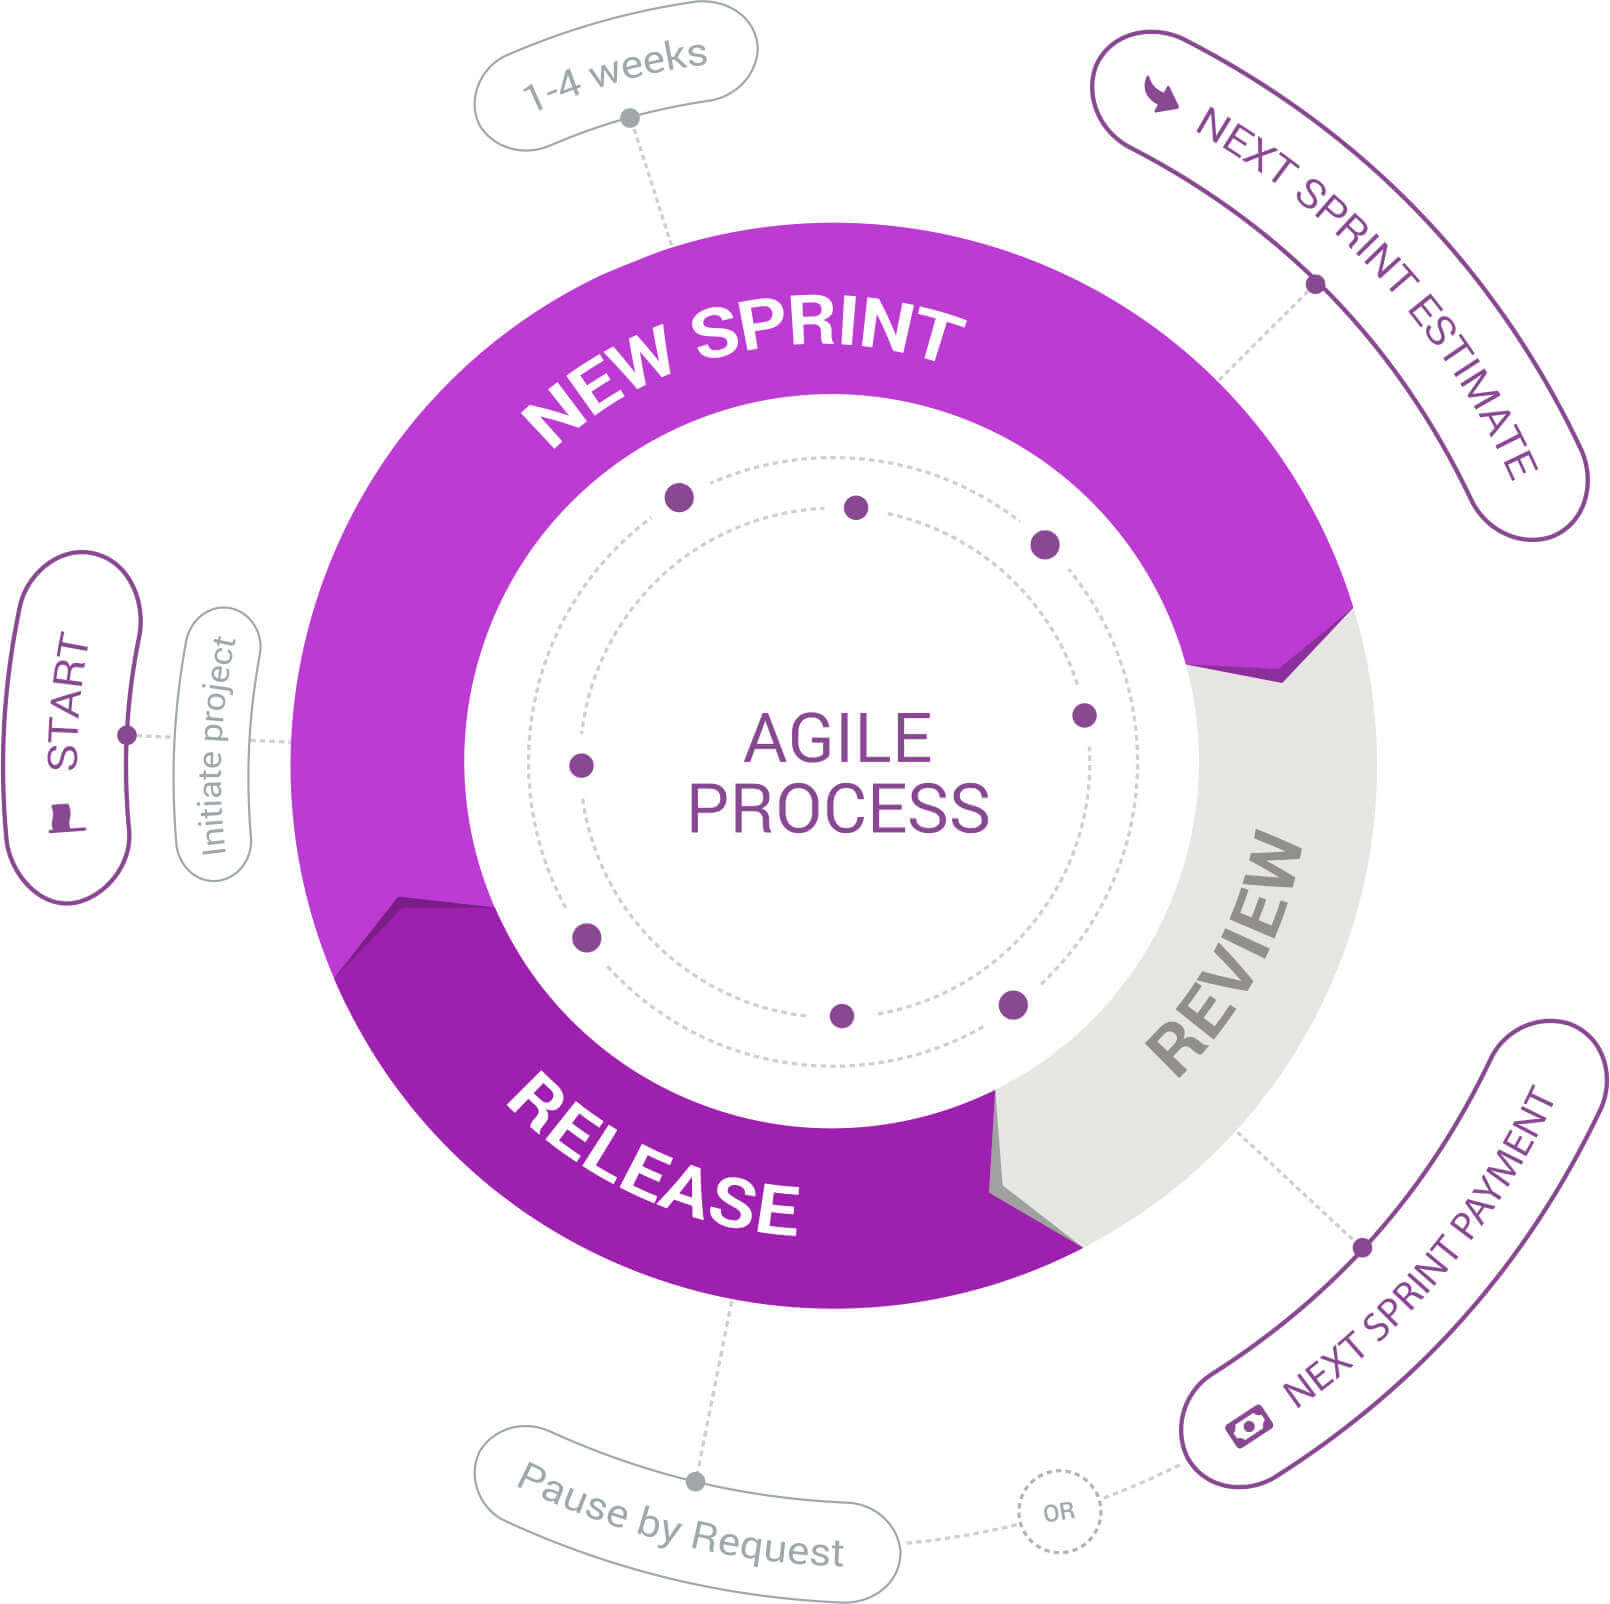 1-4 weeks
NEXT SPRINT ESTIMATE
NEW SPRINT
START
Initiate project
AGILE
PROCESS
REVIEW
RELEASE
NEXT SPRINT PAYMENT
OR
Pause by Request